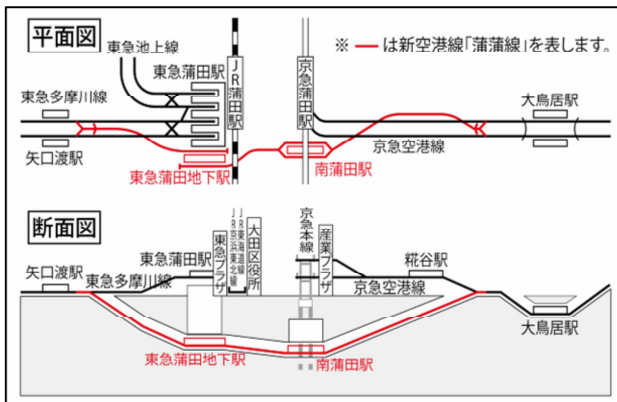 平面図
※ ― は新空港線「蒲蒲線」を表します。
東急池上線
東急蒲田駅
JR蒲田駅
京急蒲田駅
東急多摩川線
大鳥居駅
矢口渡駅
京急空港線
東急蒲田地下駅
南蒲田駅
断面図
東急プラザ
JR京浜東北線
JR東海道線
大田区役所
京急本線
産業プラザ
矢口渡駅
東急多摩川線
東急蒲田駅
糀谷駅
京急空港線
大鳥居駅
東急蒲田地下駅
南蒲田駅